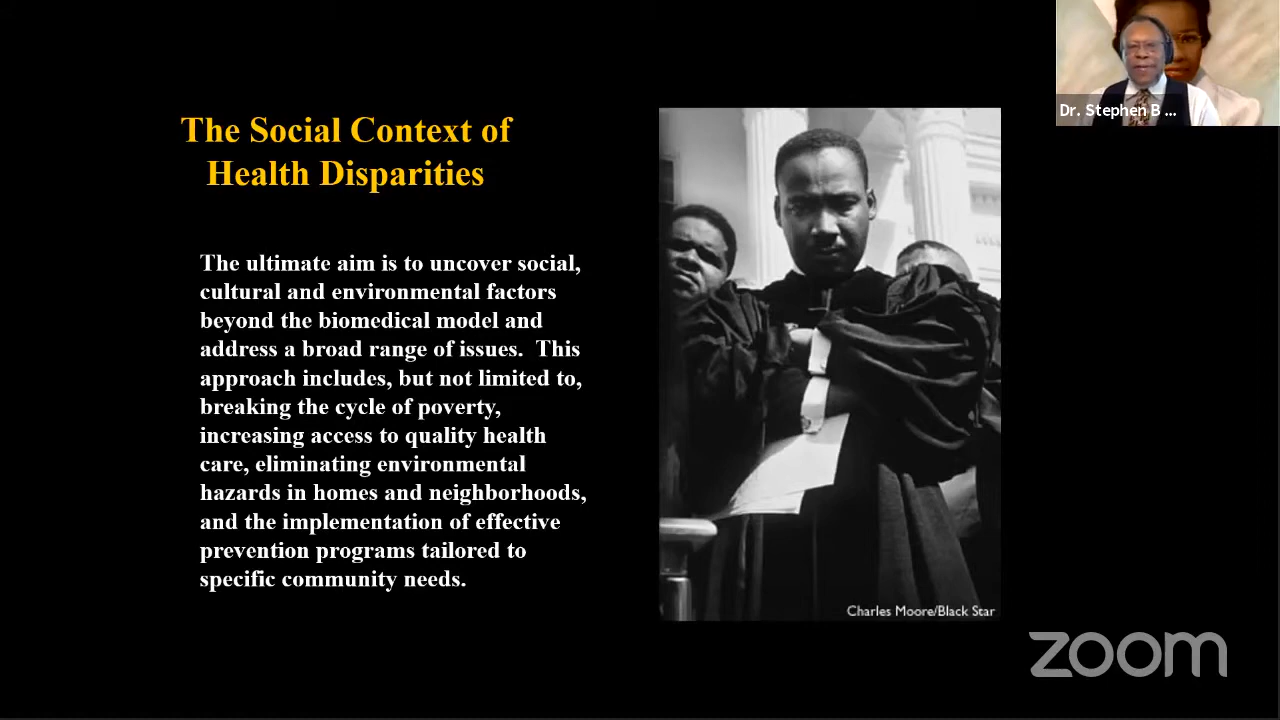 The Social Context of
Health Disparities
The ultimate aim is to uncover social,
cultural and environmental factors
beyond the biomedical model and
address a broad range of issues.  This
approach includes, but not limited to,
breaking the cycle of poverty,
increasing access to quality health
care, eliminating environmental
hazards in homes and neighborhoods,
and the implementation of effective
prevention programs tailored to
specific community needs.
Charles Moore/Black Star
Dr. Stephen B ...
zoom